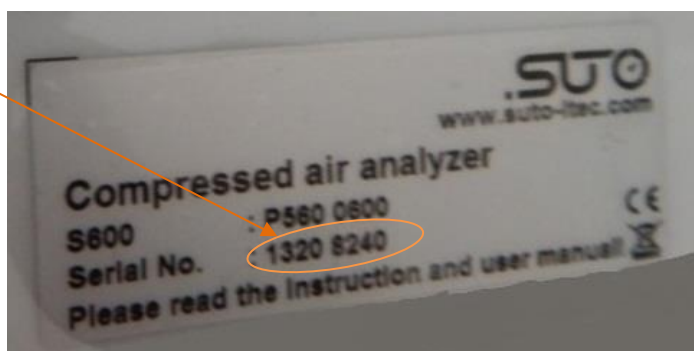 .SUTO
www.suto-itec.com
Compressed air analyzer
S600 : P560 0600
Serial No. : 1320 8240
Please read the instruction and user manual!
CE